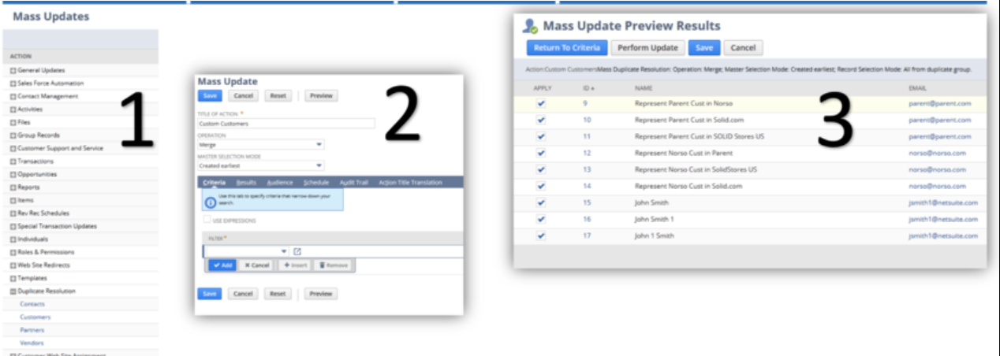 Mass Updates
ACTION
General Updates
Sales Force Automation
Contact Management
Activities
Files
Group Records
Customer Support and Service
Transactions
Opportunities
Reports
Items
Rev Rec Schedules
Special Transaction Updates
Individuals
Roles & Permissions
Web Site Redirects
Templates
Duplicate Resolution
Contacts
Customers
Partners
Vendors
Customer Web Site Assignment
1
Mass Update
Save Cancel Reset Preview
TITLE OF ACTION *
Custom Customers
OPERATION
Merge
MASTER SELECTION MODE
Created earliest
Criteria Results Audience Schedule Audit Trail Action Title Translation
Use this tab to specify criteria that narrow down your
search.
USE EXPRESSIONS
FILTER *
Add Cancel Insert Remove
Save Cancel Reset Preview
2
Mass Update Preview Results
Return To Criteria Perform Update Save Cancel
Action:Custom CustomersMass Duplicate Resolution: Operation: Merge; Master Selection Mode: Created earliest; Record Selection Mode: All from duplicate group.
APPLY ID NAME EMAIL
9 Represent Parent Cust in Norso parent@parent.com
10 Represent Parent Cust in Solid.com parent@parent.com
11 Represent Parent Cust in SOLID Stores US parent@parent.com
12 Represent Norso Cust in Parent norso@norso.com
13 Represent Norso Cust in SolidStores US norso@norso.com
14 Represent Norso Cust in Solid.com norso@norso.com
15 John Smith jsmith1@netsuite.com
16 John Smith 1 jsmith1@netsuite.com
17 John 1 Smith jsmith1@netsuite.com
3